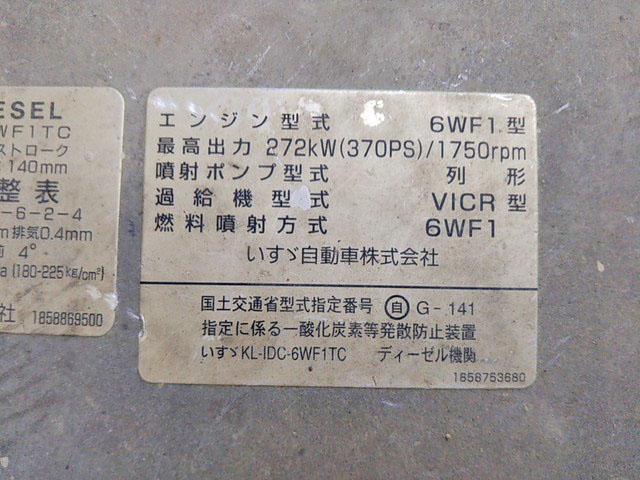 ESEL
WF1TC
ストローク
140mm
整表
-6-2-4
m排気0.4mm
前 4°
a (180-225kg/cm²)
社 1858869500
エンジン型式 6WF1型
最高出力 272kW(370PS)/1750rpm
噴射ポンプ型式 列形
過給機型式 VICR型
燃料噴射方式 6WF1
いすゞ自動車株式会社
国土交通省型式指定番号 自 G-141
指定に係る一酸化炭素等発散防止装置
いすゞKL-IDC-6WF1TC ディーゼル機関
1858753680